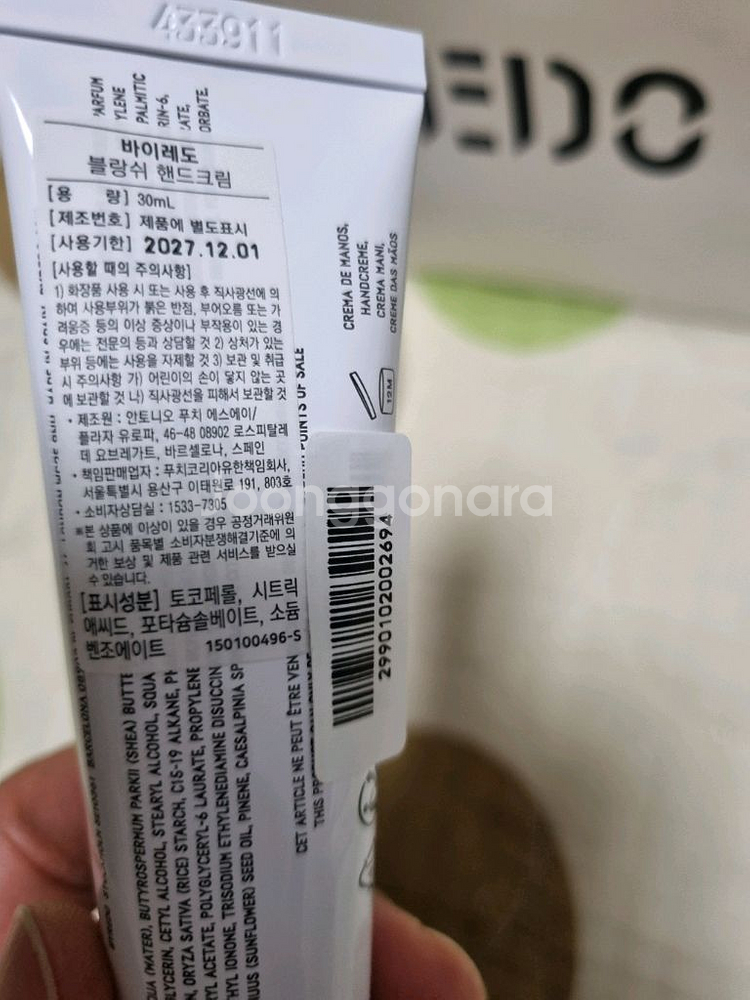 433911
EDO
PARFUM
YLENE
PALMITIC
RIN-6,
ATE,
ORBATE,
바이레도
블랑쉬 핸드크림
[용 량] 30mL
[제조번호] 제품에 별도표시
[사용기한] 2027.12.01
[사용할 때의 주의사항]
1) 화장품 사용 시 또는 사용 후 직사광선에 의
하여 사용부위가 붉은 반점, 부어오름 또는 가
려움증 등의 이상 증상이나 부작용이 있는 경
우에는 전문의 등과 상담할 것 2) 상처가 있는
부위 등에는 사용을 자제할 것 3) 보관 및 취급
시 주의사항 가) 어린이의 손이 닿지 않는 곳
에 보관할 것 나) 직사광선을 피해서 보관할 것
• 제조원 : 안토니오 푸치 에스에이/
플라자 유로파, 46-48 08902 로스피탈레
데 요브레가트, 바르셀로나, 스페인
• 책임판매업자 : 푸치코리아유한책임회사,
서울특별시 용산구 이태원로 191, 803호
• 소비자상담실 : 1533-7305
※본 상품에 이상이 있을 경우 공정거래위원
회 고시 품목별 소비자분쟁해결기준에 의
거한 보상 및 제품 관련 서비스를 받으실
수 있습니다.
[표시성분] 토코페롤, 시트릭
애씨드, 포타슘솔베이트, 소듐
벤조에이트 150100496-S
CREMA DE MANOS,
HANDCREME,
CREMA MANI,
CREME DAS MÃOS
12M
POINTS OF SALE
2990102002694
joonggonara
CET ARTICLE NE PEUT ÊTRE VEN
THIS PR
QUA (WATER), BUTYROSPERMUM PARKII (SHEA) BUTTE
LYCERIN, CETYL ALCOHOL, STEARYL ALCOHOL, SQUA
N, ORYZA SATIVA (RICE) STARCH, C15-19 ALKANE, PH
RYL ACETATE, POLYGLYCERYL-6 LAURATE, PROPYLENE
THYL IONONE, TRISODIUM ETHYLENEDIAMINE DISUCCIN
NUUS (SUNFLOWER) SEED OIL, PINENE, CAESALPINIA SP